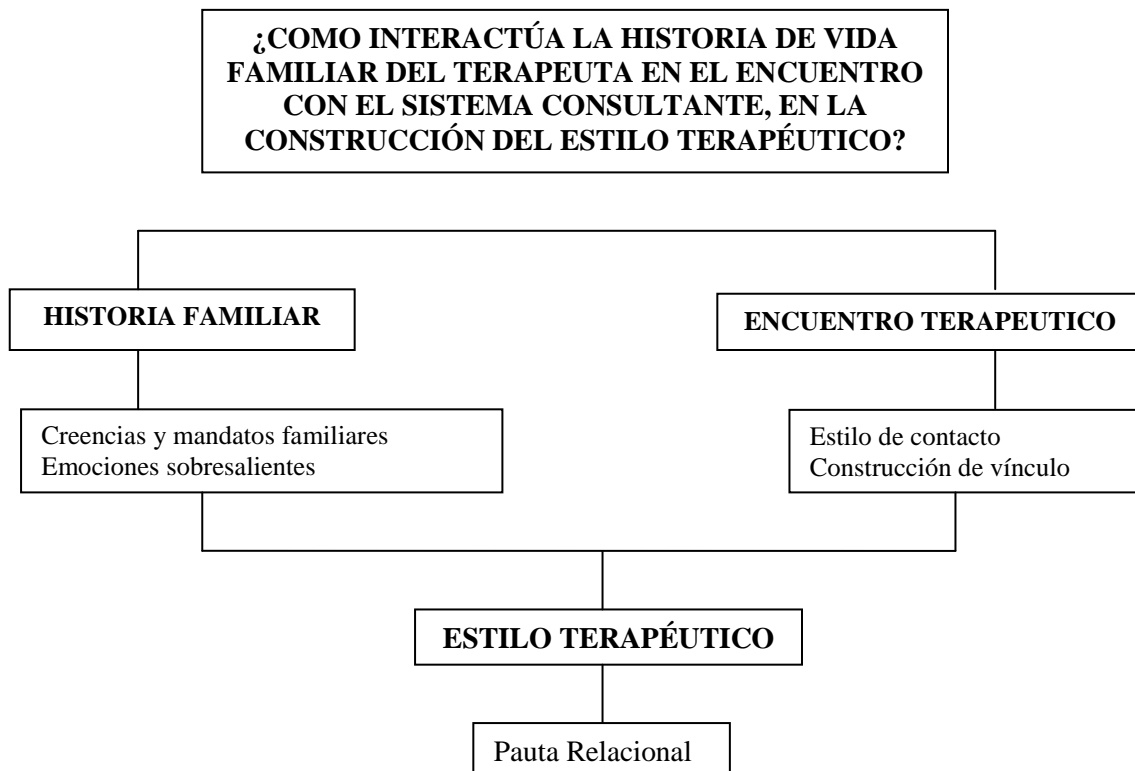 ¿COMO INTERACTÚA LA HISTORIA DE VIDA
FAMILIAR DEL TERAPEUTA EN EL ENCUENTRO
CON EL SISTEMA CONSULTANTE, EN LA
CONSTRUCCIÓN DEL ESTILO TERAPÉUTICO?
HISTORIA FAMILIAR
ENCUENTRO TERAPEUTICO
Creencias y mandatos familiares
Emociones sobresalientes
Estilo de contacto
Construcción de vínculo
ESTILO TERAPÉUTICO
Pauta Relacional